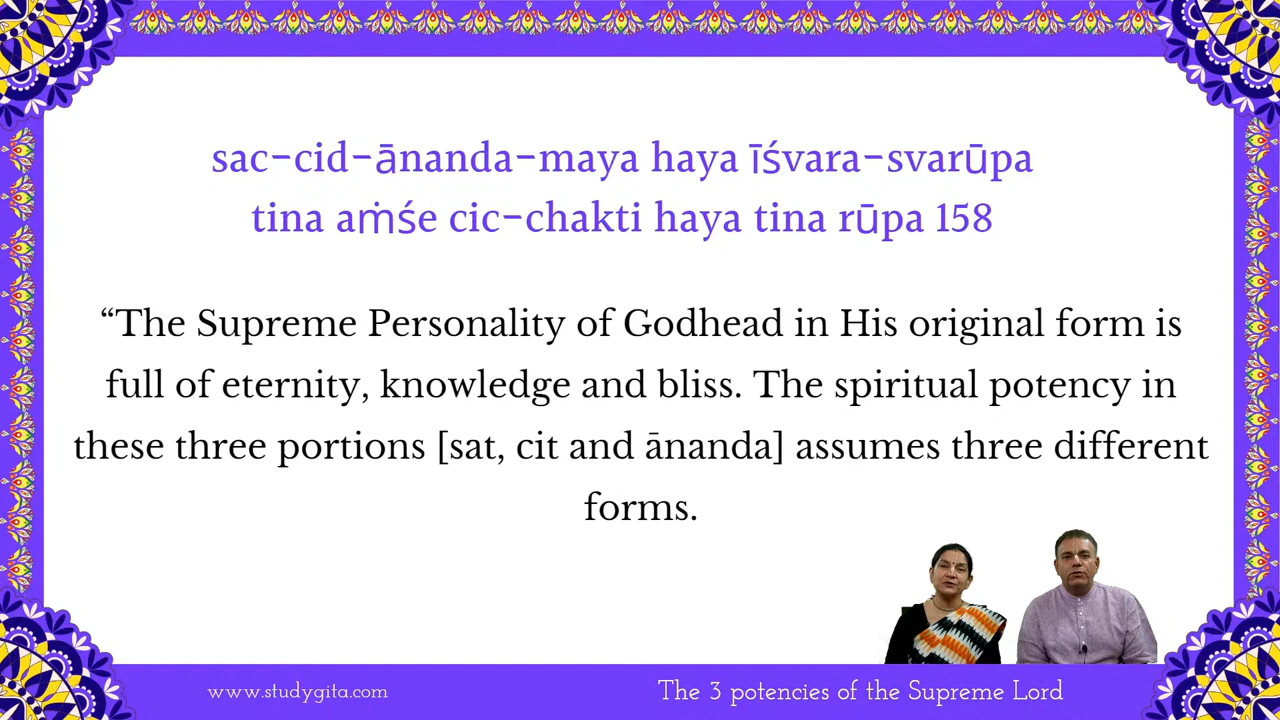 sac-cid-ānanda-maya haya īśvara-svarūpa
tina aṁśe cic-chakti haya tina rūpa 158
“The Supreme Personality of Godhead in His original form is
full of eternity, knowledge and bliss. The spiritual potency in
these three portions [sat, cit and ānanda] assumes three different
forms.
www.studygita.com
The 3 potencies of the Supreme Lord